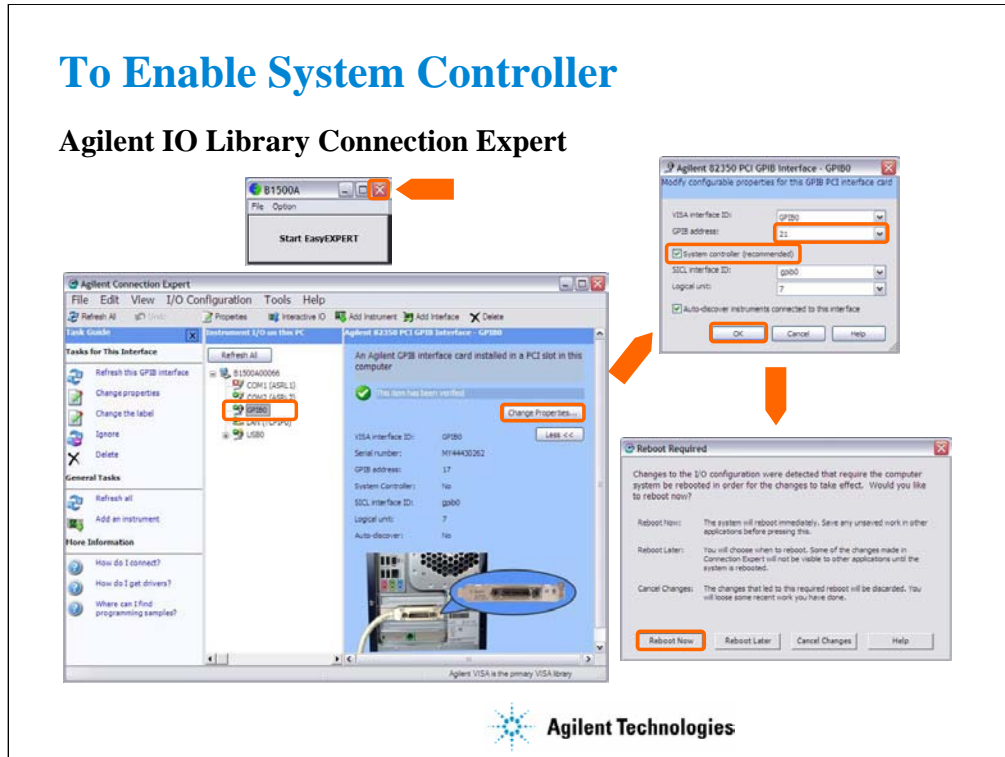 To Enable System Controller
Agilent IO Library Connection Expert
B1500A
File Option
Start EasyEXPERT
Agilent Connection Expert
File Edit View I/O Configuration Tools Help
Refresh All Undo Properties Interactive IO Add Instrument Add Interface Delete
Task Guide
Tasks for This Interface
Refresh this GPIB interface
Change properties
Change the label
Ignore
Delete
General Tasks
Refresh all
Add an instrument
More Information
How do I connect?
How do I get drivers?
Where can I find
programming samples?
Instrument I/O on this PC
Refresh All
B1500A00066
COM1 (ASRL1)
COM2 (ASRL2)
GPIB0
LAN (TCPIP0)
USB0
Agilent 82350 PCI GPIB Interface - GPIB0
An Agilent GPIB interface card installed in a PCI slot in this
computer
This item has been verified
Change Properties...
Less <<
VISA interface ID: GPIB0
Serial number: MY44430262
GPIB address: 17
System Controller: No
SICL interface ID: gpib0
Logical unit: 7
Auto-discover: No
Agilent VISA is the primary VISA library
Agilent 82350 PCI GPIB Interface - GPIB0
Modify configurable properties for this GPIB PCI interface card
VISA interface ID: GPIB0
GPIB address: 21
System controller (recommended)
SICL interface ID: gpib0
Logical unit: 7
Auto-discover instruments connected to this interface
OK Cancel Help
Reboot Required
Changes to the I/O configuration were detected that require the computer
system be rebooted in order for the changes to take effect. Would you like
to reboot now?
Reboot Now: The system will reboot immediately. Save any unsaved work in other
applications before pressing this.
Reboot Later: You will choose when to reboot. Some of the changes made in
Connection Expert will not be visible to other applications until the
system is rebooted.
Cancel Changes: The changes that led to this required reboot will be discarded. You
will loose some recent work you have done.
Reboot Now Reboot Later Cancel Changes Help
Agilent Technologies